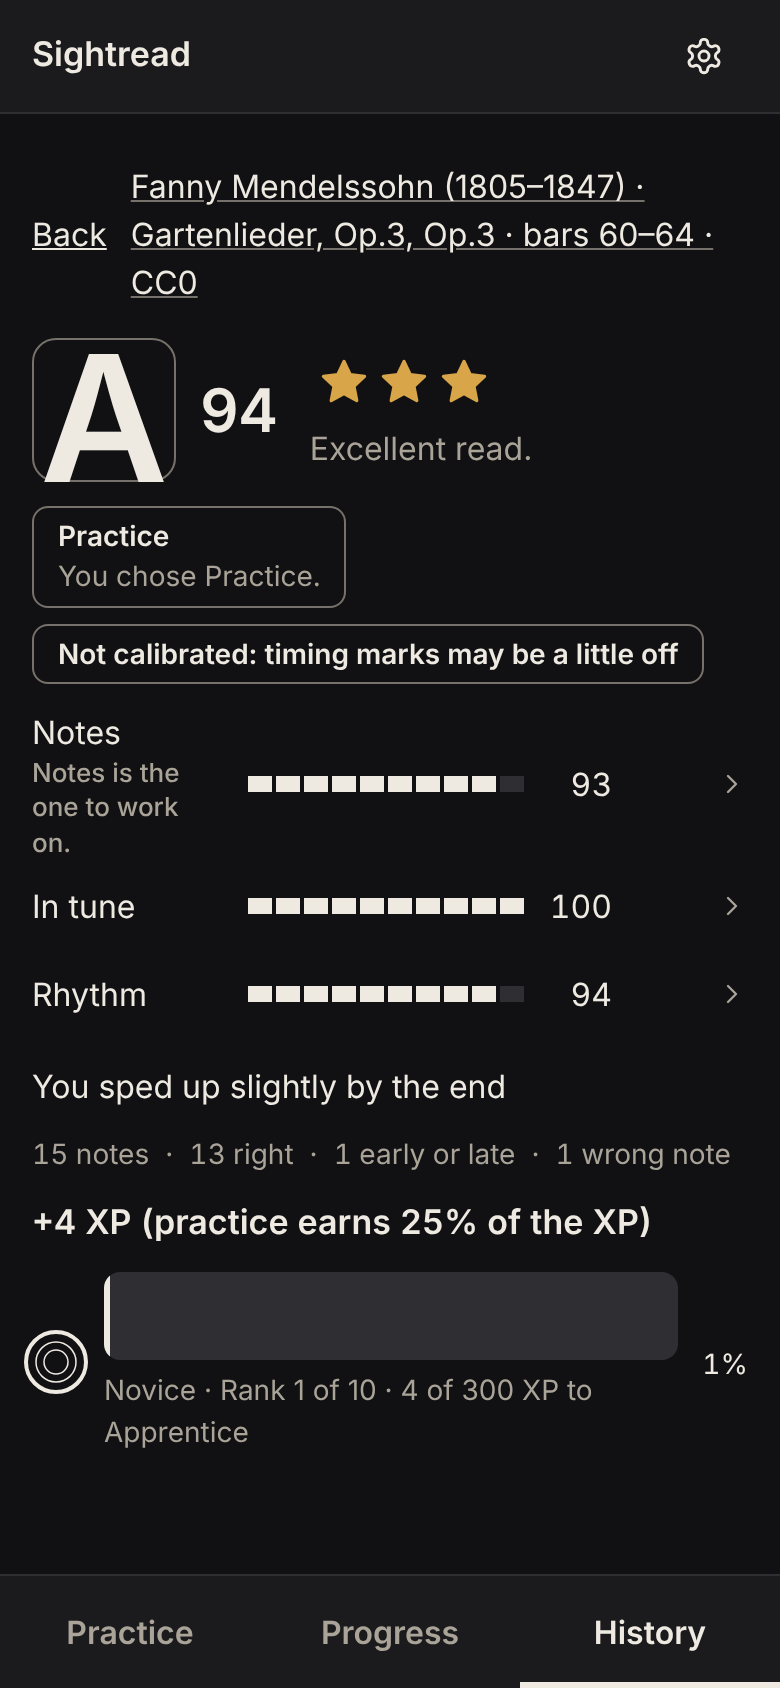 Sightread
Fanny Mendelssohn (1805–1847) ·
Back Gartenlieder, Op.3, Op.3 · bars 60–64 ·
CC0
A 94
Excellent read.
Practice
You chose Practice.
Not calibrated: timing marks may be a little off
Notes
Notes is the
one to work
on.
93
In tune 100
Rhythm 94
You sped up slightly by the end
15 notes · 13 right · 1 early or late · 1 wrong note
+4 XP (practice earns 25% of the XP)
1%
Novice · Rank 1 of 10 · 4 of 300 XP to
Apprentice
Practice Progress History